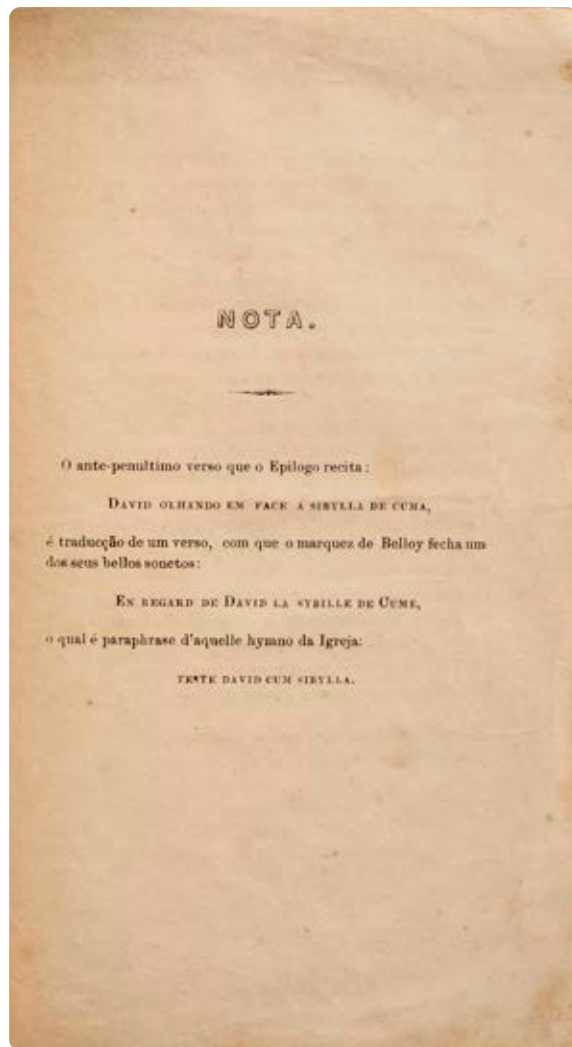 NOTA.
O ante-penultimo verso que o Epilogo recita:
DAVID OLHANDO EM FACE A SIBYLLA DE CUMA,
é traducção de um verso, com que o marquez de Belloy fecha um
dos seus bellos sonetos:
EN REGARD DE DAVID LA SYBILLE DE CUME,
o qual é paraphrase d'aquelle hymno da Igreja:
TESTE DAVID CUM SIBYLLA.